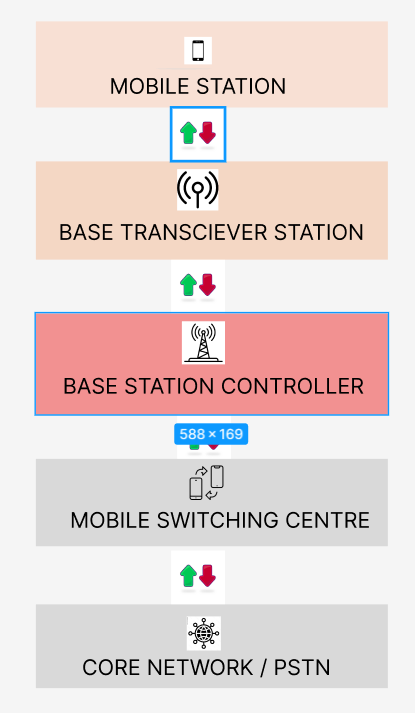 MOBILE STATION
BASE TRANSCIEVER STATION
BASE STATION CONTROLLER
588 × 169
MOBILE SWITCHING CENTRE
CORE NETWORK / PSTN